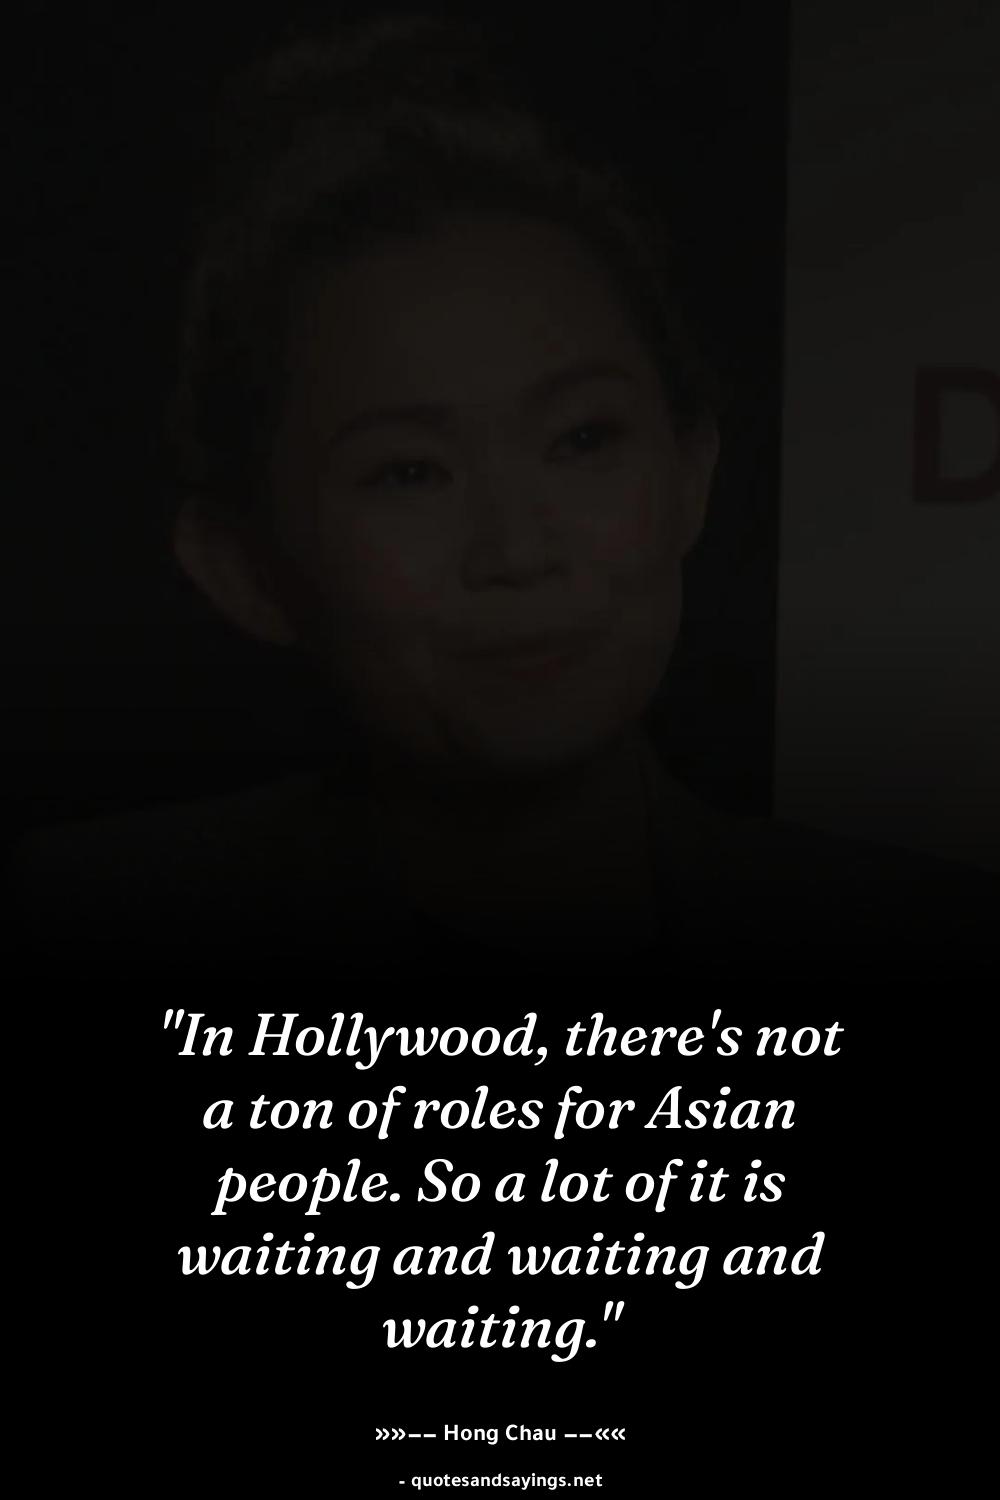 D
"In Hollywood, there's not
a ton of roles for Asian
people. So a lot of it is
waiting and waiting and
waiting."
»»–– Hong Chau ––««
- quotesandsayings.net